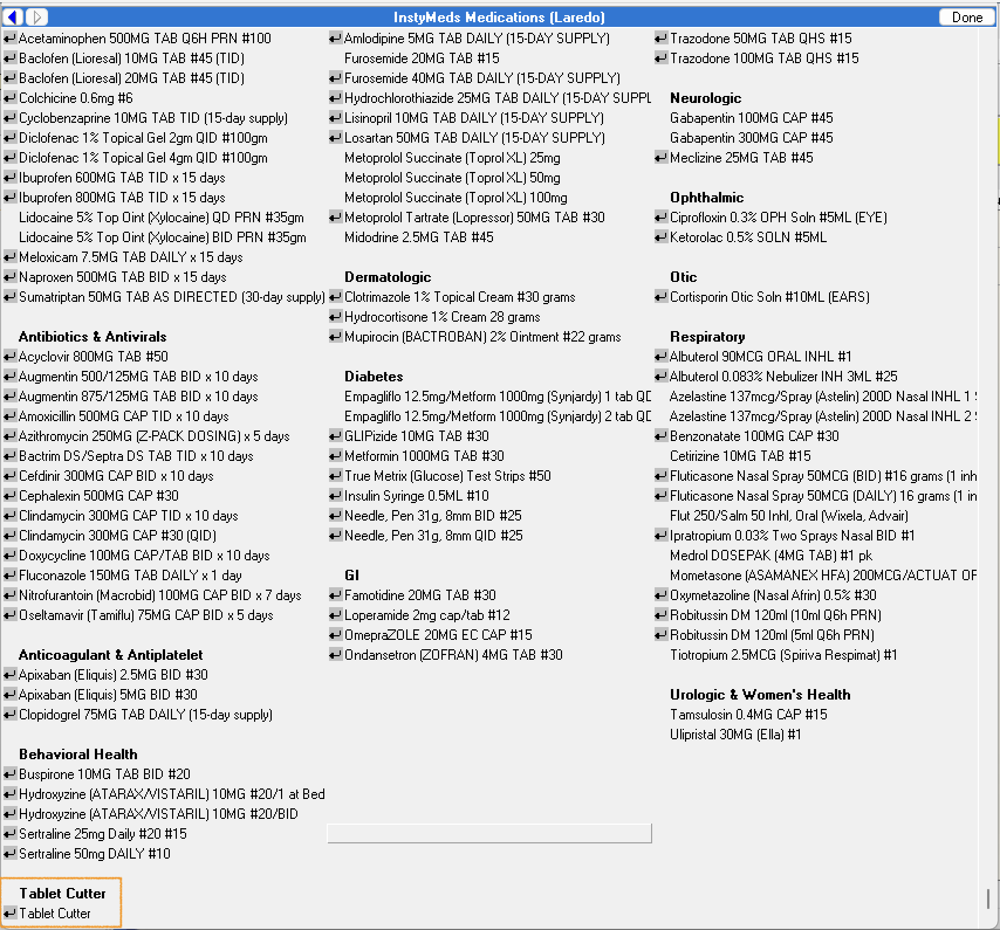 InstyMeds Medications (Laredo)
Done
Acetaminophen 500MG TAB Q6H PRN #100
Baclofen (Lioresal) 10MG TAB #45 (TID)
Baclofen (Lioresal) 20MG TAB #45 (TID)
Colchicine 0.6mg #6
Cyclobenzaprine 10MG TAB TID (15-day supply)
Diclofenac 1% Topical Gel 2gm QID #100gm
Diclofenac 1% Topical Gel 4gm QID #100gm
Ibuprofen 600MG TAB TID x 15 days
Ibuprofen 800MG TAB TID x 15 days
Lidocaine 5% Top Oint (Xylocaine) QD PRN #35gm
Lidocaine 5% Top Oint (Xylocaine) BID PRN #35gm
Meloxicam 7.5MG TAB DAILY x 15 days
Naproxen 500MG TAB BID x 15 days
Sumatriptan 50MG TAB AS DIRECTED (30-day supply)
Antibiotics & Antivirals
Acyclovir 800MG TAB #50
Augmentin 500/125MG TAB BID x 10 days
Augmentin 875/125MG TAB BID x 10 days
Amoxicillin 500MG CAP TID x 10 days
Azithromycin 250MG (Z-PACK DOSING) x 5 days
Bactrim DS/Septra DS TAB TID x 10 days
Cefdinir 300MG CAP BID x 10 days
Cephalexin 500MG CAP #30
Clindamycin 300MG CAP TID x 10 days
Clindamycin 300MG CAP #30 (QID)
Doxycycline 100MG CAP/TAB BID x 10 days
Fluconazole 150MG TAB DAILY x 1 day
Nitrofurantoin (Macrobid) 100MG CAP BID x 7 days
Oseltamavir (Tamiflu) 75MG CAP BID x 5 days
Anticoagulant & Antiplatelet
Apixaban (Eliquis) 2.5MG BID #30
Apixaban (Eliquis) 5MG BID #30
Clopidogrel 75MG TAB DAILY (15-day supply)
Behavioral Health
Buspirone 10MG TAB BID #20
Hydroxyzine (ATARAX/VISTARIL) 10MG #20/1 at Bed
Hydroxyzine (ATARAX/VISTARIL) 10MG #20/BID
Sertraline 25mg Daily #20 #15
Sertraline 50mg DAILY #10
Tablet Cutter
Tablet Cutter
Amlodipine 5MG TAB DAILY (15-DAY SUPPLY)
Furosemide 20MG TAB #15
Furosemide 40MG TAB DAILY (15-DAY SUPPLY)
Hydrochlorothiazide 25MG TAB DAILY (15-DAY SUPPL
Lisinopril 10MG TAB DAILY (15-DAY SUPPLY)
Losartan 50MG TAB DAILY (15-DAY SUPPLY)
Metoprolol Succinate (Toprol XL) 25mg
Metoprolol Succinate (Toprol XL) 50mg
Metoprolol Succinate (Toprol XL) 100mg
Metoprolol Tartrate (Lopressor) 50MG TAB #30
Midodrine 2.5MG TAB #45
Dermatologic
Clotrimazole 1% Topical Cream #30 grams
Hydrocortisone 1% Cream 28 grams
Mupirocin (BACTROBAN) 2% Ointment #22 grams
Diabetes
Empagliflo 12.5mg/Metform 1000mg (Synjardy) 1 tab QD
Empagliflo 12.5mg/Metform 1000mg (Synjardy) 2 tab QD
GLIPizide 10MG TAB #30
Metformin 1000MG TAB #30
True Metrix (Glucose) Test Strips #50
Insulin Syringe 0.5ML #10
Needle, Pen 31g, 8mm BID #25
Needle, Pen 31g, 8mm QID #25
GI
Famotidine 20MG TAB #30
Loperamide 2mg cap/tab #12
OmepraZOLE 20MG EC CAP #15
Ondansetron (ZOFRAN) 4MG TAB #30
Trazodone 50MG TAB QHS #15
Trazodone 100MG TAB QHS #15
Neurologic
Gabapentin 100MG CAP #45
Gabapentin 300MG CAP #45
Meclizine 25MG TAB #45
Ophthalmic
Ciprofloxin 0.3% OPH Soln #5ML (EYE)
Ketorolac 0.5% SOLN #5ML
Otic
Cortisporin Otic Soln #10ML (EARS)
Respiratory
Albuterol 90MCG ORAL INHL #1
Albuterol 0.083% Nebulizer INH 3ML #25
Azelastine 137mcg/Spray (Astelin) 200D Nasal INHL 1
Azelastine 137mcg/Spray (Astelin) 200D Nasal INHL 2
Benzonatate 100MG CAP #30
Cetirizine 10MG TAB #15
Fluticasone Nasal Spray 50MCG (BID) #16 grams (1 inh
Fluticasone Nasal Spray 50MCG (DAILY) 16 grams (1 in
Flut 250/Salm 50 Inhl, Oral (Wixela, Advair)
Ipratropium 0.03% Two Sprays Nasal BID #1
Medrol DOSEPAK (4MG TAB) #1 pk
Mometasone (ASAMANEX HFA) 200MCG/ACTUAT
Oxymetazoline (Nasal Afrin) 0.5% #30
Robitussin DM 120ml (10ml Q6h PRN)
Robitussin DM 120ml (5ml Q6h PRN)
Tiotropium 2.5MCG (Spiriva Respimat) #1
Urologic & Women's Health
Tamsulosin 0.4MG CAP #15
Ulipristal 30MG (Ella) #1